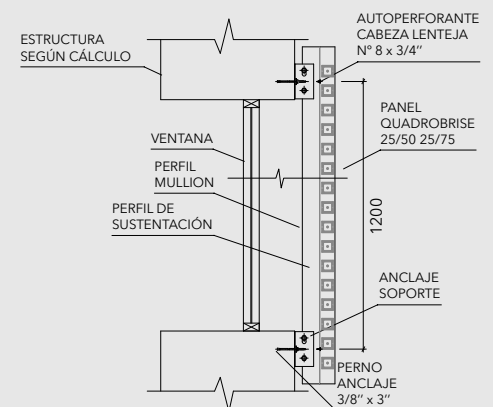 AUTOPERFORANTE
CABEZA LENTEJA
Nº 8 x 3/4"
ESTRUCTURA
SEGÚN CÁLCULO
PANEL
QUADROBRISE
25/50 25/75
VENTANA
PERFIL
MULLION
PERFIL DE
SUSTENTACIÓN
1200
ANCLAJE
SOPORTE
PERNO
ANCLAJE
3/8" x 3"